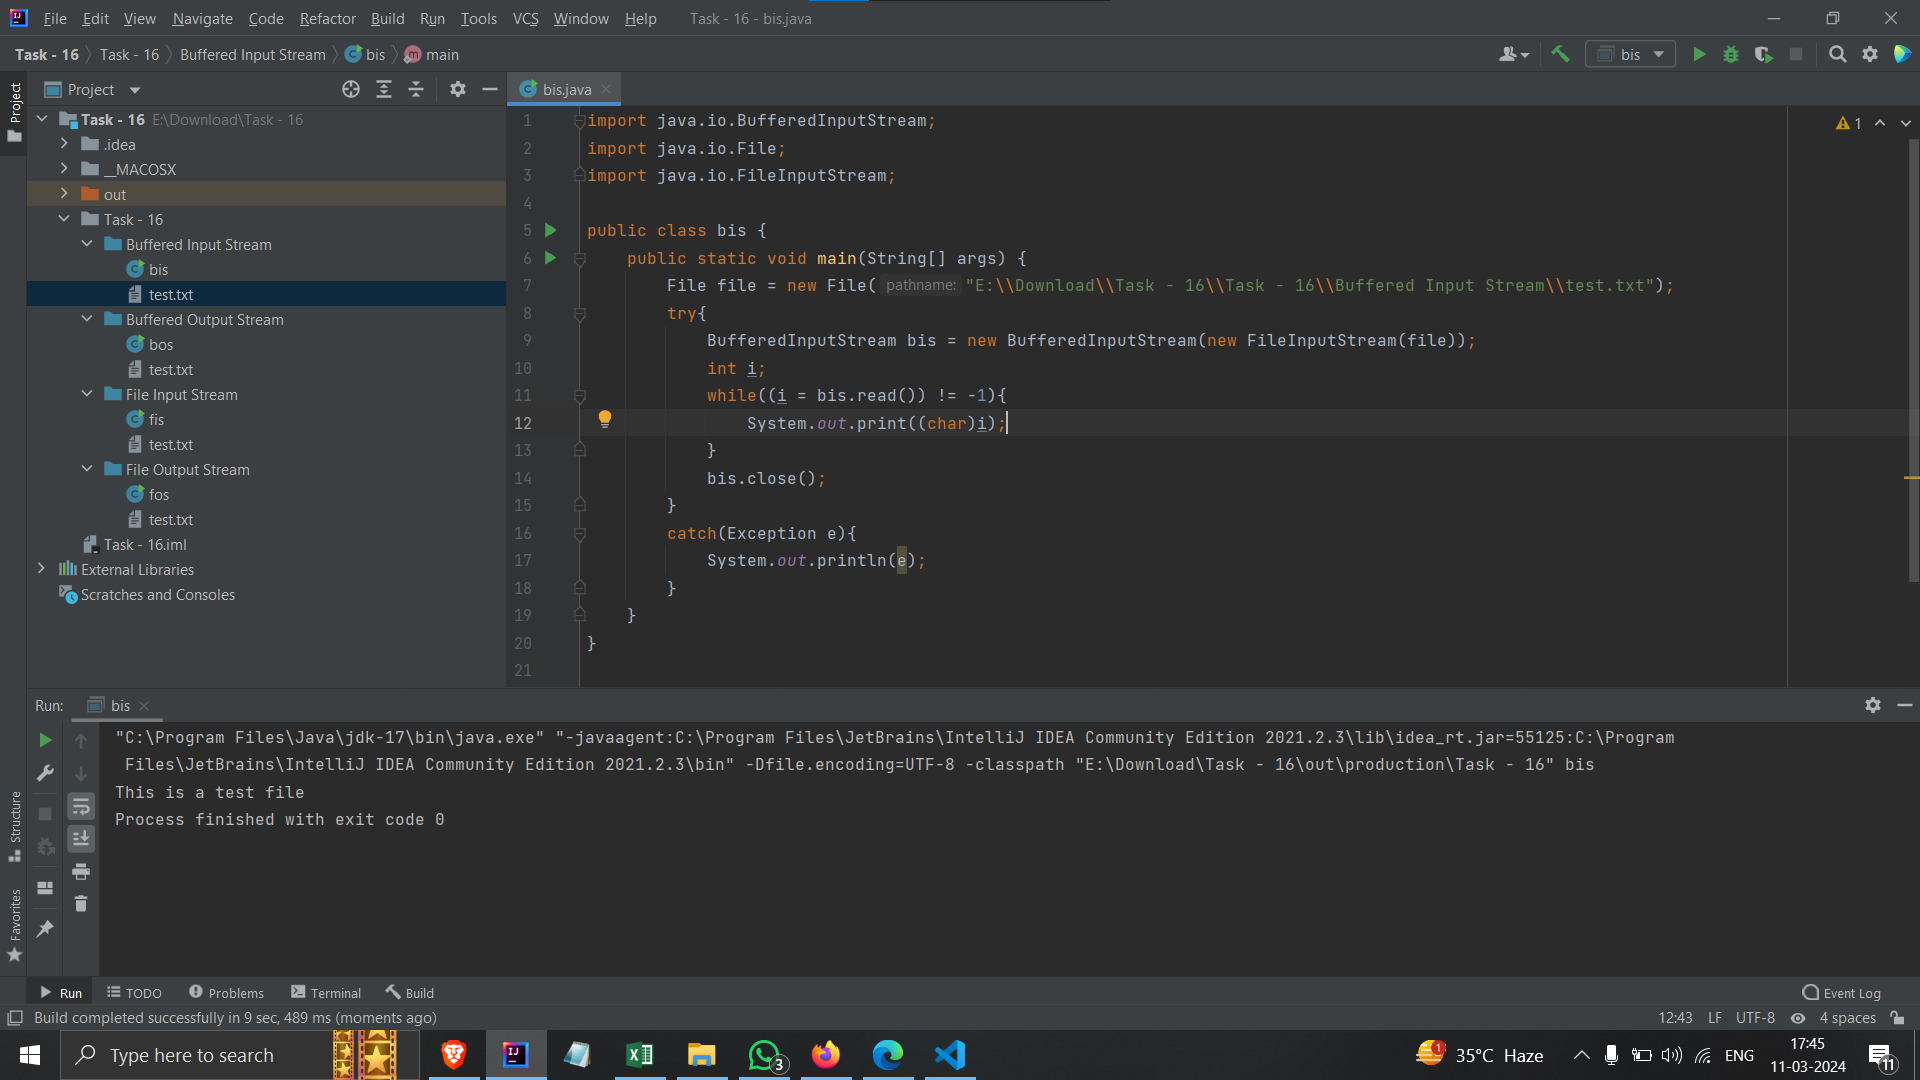 File Edit View Navigate Code Refactor Build Run Tools VCS Window Help Task - 16 - bis.java
Task - 16 Task - 16 Buffered Input Stream bis main
bis
Project
Project
bis.java
Task - 16 E:\Download\Task - 16
.idea
__MACOSX
out
Task - 16
Buffered Input Stream
bis
test.txt
Buffered Output Stream
bos
test.txt
File Input Stream
fis
test.txt
File Output Stream
fos
test.txt
Task - 16.iml
External Libraries
Scratches and Consoles
1 import java.io.BufferedInputStream;
2 import java.io.File;
3 import java.io.FileInputStream;
4
5 public class bis {
6 public static void main(String[] args) {
7 File file = new File( pathname: "E:\\Download\\Task - 16\\Task - 16\\Buffered Input Stream\\test.txt");
8 try{
9 BufferedInputStream bis = new BufferedInputStream(new FileInputStream(file));
10 int i;
11 while((i = bis.read()) != -1){
12 System.out.print((char)i);
13 }
14 bis.close();
15 }
16 catch(Exception e){
17 System.out.println(e);
18 }
19 }
20 }
21
1
Run: bis
"C:\Program Files\Java\jdk-17\bin\java.exe" "-javaagent:C:\Program Files\JetBrains\IntelliJ IDEA Community Edition 2021.2.3\lib\idea_rt.jar=55125:C:\Program
Files\JetBrains\IntelliJ IDEA Community Edition 2021.2.3\bin" -Dfile.encoding=UTF-8 -classpath "E:\Download\Task - 16\out\production\Task - 16" bis
This is a test file
Process finished with exit code 0
Structure
Favorites
Run TODO Problems Terminal Build Event Log
Build completed successfully in 9 sec, 489 ms (moments ago) 12:43 LF UTF-8 4 spaces
Type here to search
IJ
3
1
35°C Haze
ENG
17:45
11-03-2024
11